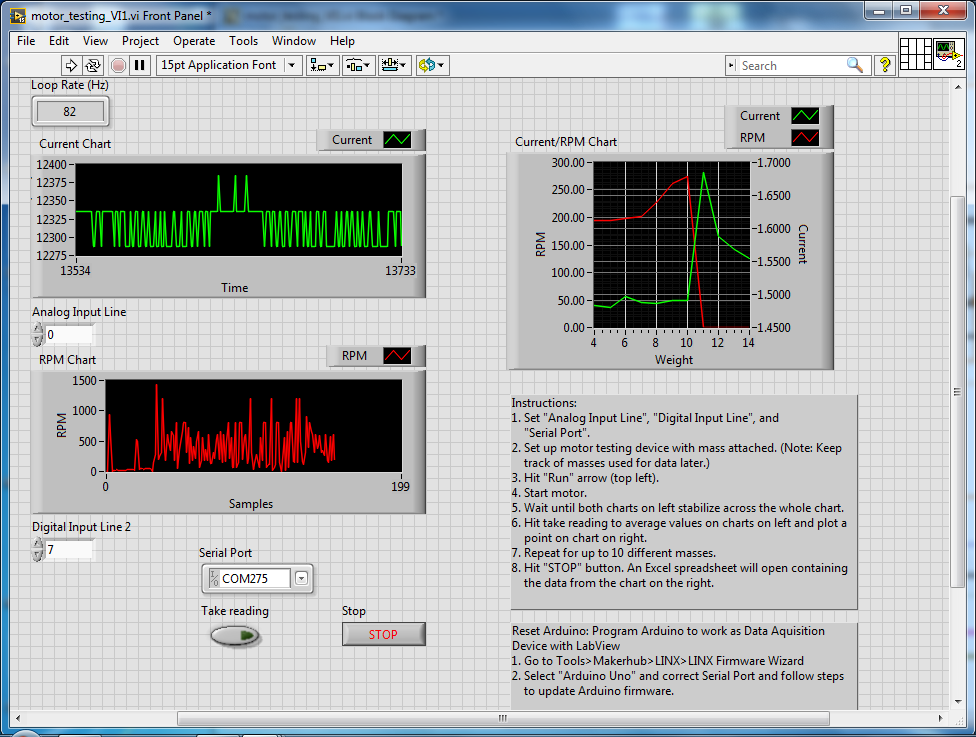 motor_testing_VI1.vi Front Panel *
File Edit View Project Operate Tools Window Help
15pt Application Font
Search
2
Loop Rate (Hz)
82
Current Chart
Current
12400
12375
12350
12325
12300
12275
13534
13733
Time
Analog Input Line
0
RPM Chart
RPM
1500
1000
500
0
RPM
0
199
Samples
Digital Input Line 2
7
Serial Port
COM275
Take reading
Stop
STOP
Current/RPM Chart
Current
RPM
300.00
250.00
200.00
150.00
100.00
50.00
0.00
RPM
1.7000
1.6500
1.6000
1.5500
1.5000
1.4500
Current
4 6 8 10 12 14
Weight
Instructions:
1. Set "Analog Input Line", "Digital Input Line", and
"Serial Port".
2. Set up motor testing device with mass attached. (Note: Keep
track of masses used for data later.)
3. Hit "Run" arrow (top left).
4. Start motor.
5. Wait until both charts on left stabilize across the whole chart.
6. Hit take reading to average values on charts on left and plot a
point on chart on right.
7. Repeat for up to 10 different masses.
8. Hit "STOP" button. An Excel spreadsheet will open containing
the data from the chart on the right.
Reset Arduino: Program Arduino to work as Data Aquisition
Device with LabView
1. Go to Tools>Makerhub>LINX>LINX Firmware Wizard
2. Select "Arduino Uno" and correct Serial Port and follow steps
to update Arduino firmware.